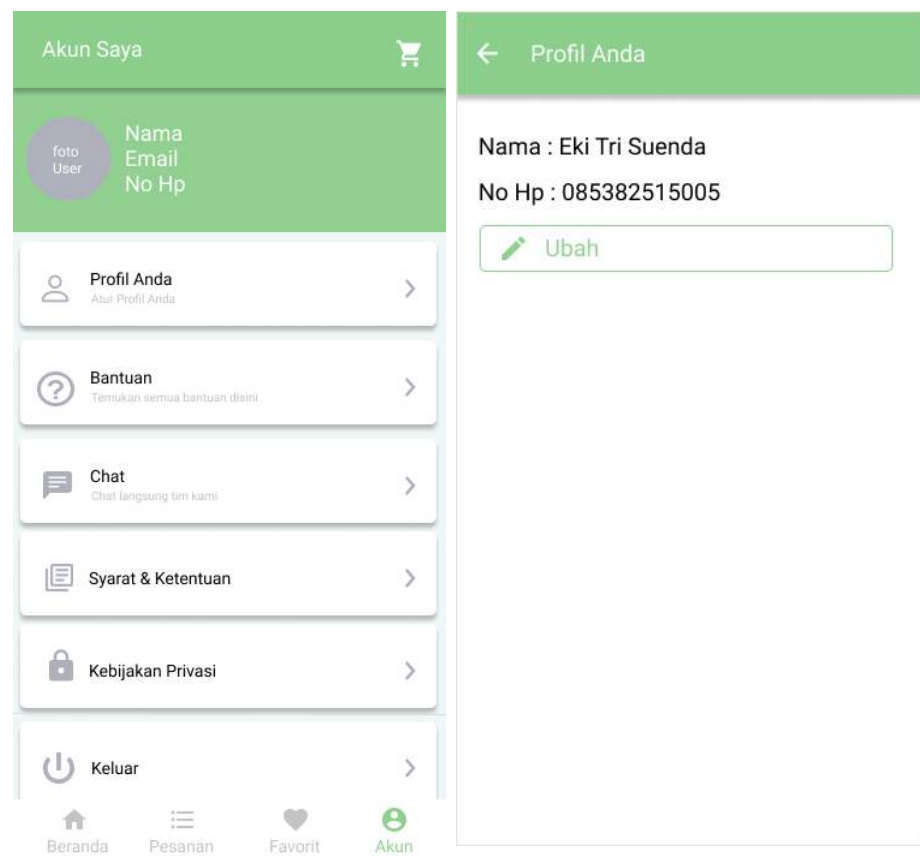 Akun Saya
foto
User
Nama
Email
No Hp
Profil Anda
Atur Profil Anda
Bantuan
Temukan semua bantuan disini
Chat
Chat langsung tim kami
Syarat & Ketentuan
Kebijakan Privasi
Keluar
Beranda
Pesanan
Favorit
Akun
Profil Anda
Nama : Eki Tri Suenda
No Hp : 085382515005
Ubah